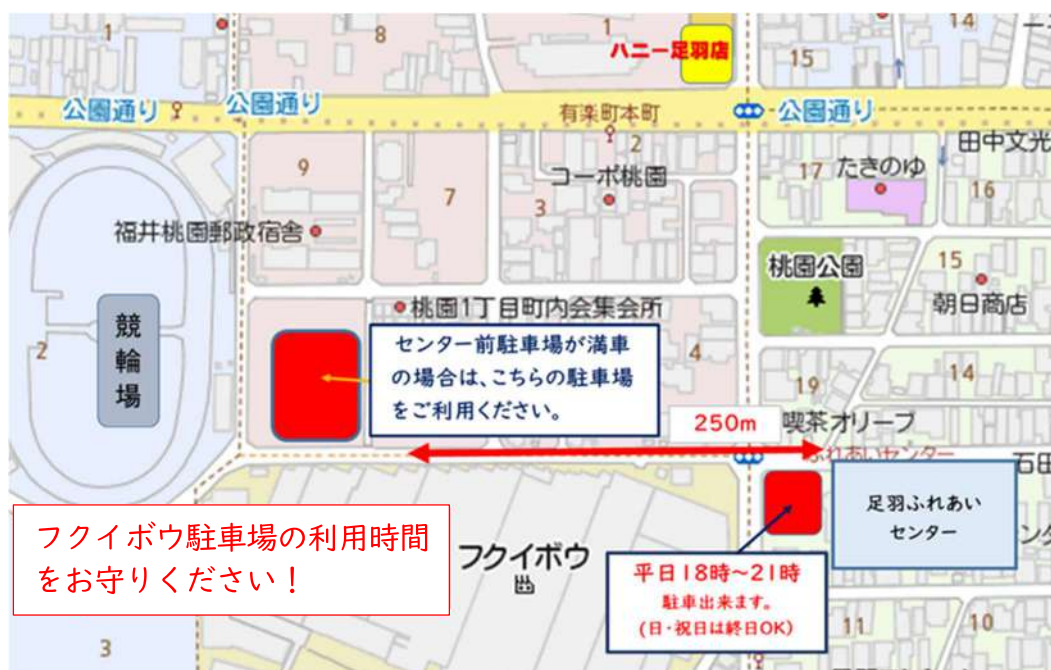 1
8
1
ハニー足羽店
15
14
公園通り
公園通り
有楽町本町
公園通り
9
7
2
3
コーポ桃園
17
たきのゆ
田中文光
16
福井桃園郵政宿舎
桃園公園
15
朝日商店
競
輪
場
2
桃園1丁目町内会集会所
センター前駐車場が満車
の場合は、こちらの駐車場
をご利用ください。
4
19
14
250m
喫茶オリーブ
ふれあいセンター
石田
足羽ふれあい
センター
フクイボウ駐車場の利用時間
をお守りください！
フクイボウ
平日18時～21時
駐車出来ます。
(日・祝日は終日OK)
11
10
3